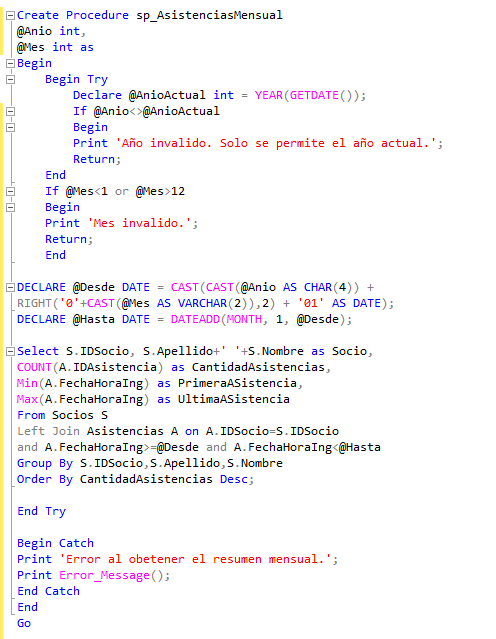 Create Procedure sp_AsistenciasMensual
@Anio int,
@Mes int as
Begin
Begin Try
Declare @AnioActual int = YEAR(GETDATE());
If @Anio<>@AnioActual
Begin
Print 'Año invalido. Solo se permite el año actual.';
Return;
End
If @Mes<1 or @Mes>12
Begin
Print 'Mes invalido.';
Return;
End
DECLARE @Desde DATE = CAST(CAST(@Anio AS CHAR(4)) +
RIGHT('0'+CAST(@Mes AS VARCHAR(2)),2) + '01' AS DATE);
DECLARE @Hasta DATE = DATEADD(MONTH, 1, @Desde);
Select S.IDSocio, S.Apellido+' '+S.Nombre as Socio,
COUNT(A.IDAsistencia) as CantidadAsistencias,
Min(A.FechaHoraIng) as PrimeraASistencia,
Max(A.FechaHoraIng) as UltimaASistencia
From Socios S
Left Join Asistencias A on A.IDSocio=S.IDSocio
and A.FechaHoraIng>=@Desde and A.FechaHoraIng<@Hasta
Group By S.IDSocio,S.Apellido,S.Nombre
Order By CantidadAsistencias Desc;
End Try
Begin Catch
Print 'Error al obetener el resumen mensual.';
Print Error_Message();
End Catch
End
Go